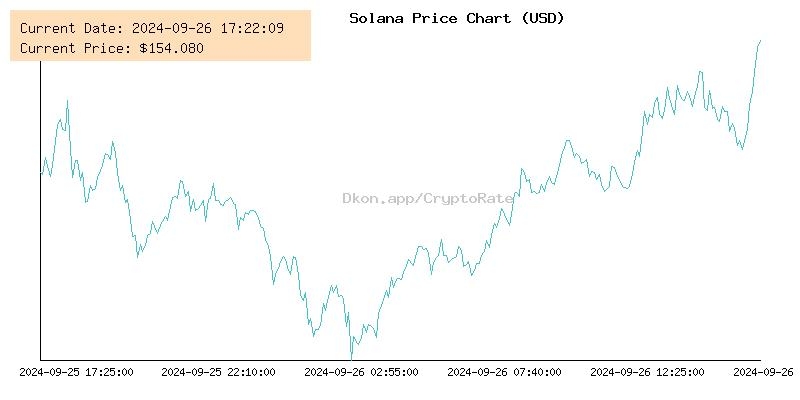 Solana Price Chart (USD)
Current Date: 2024-09-26 17:22:09
Current Price: $154.080
Dkon.app/CryptoRate
2024-09-25 17:25:00 2024-09-25 22:10:00 2024-09-26 02:55:00 2024-09-26 07:40:00 2024-09-26 12:25:00 2024-09-26